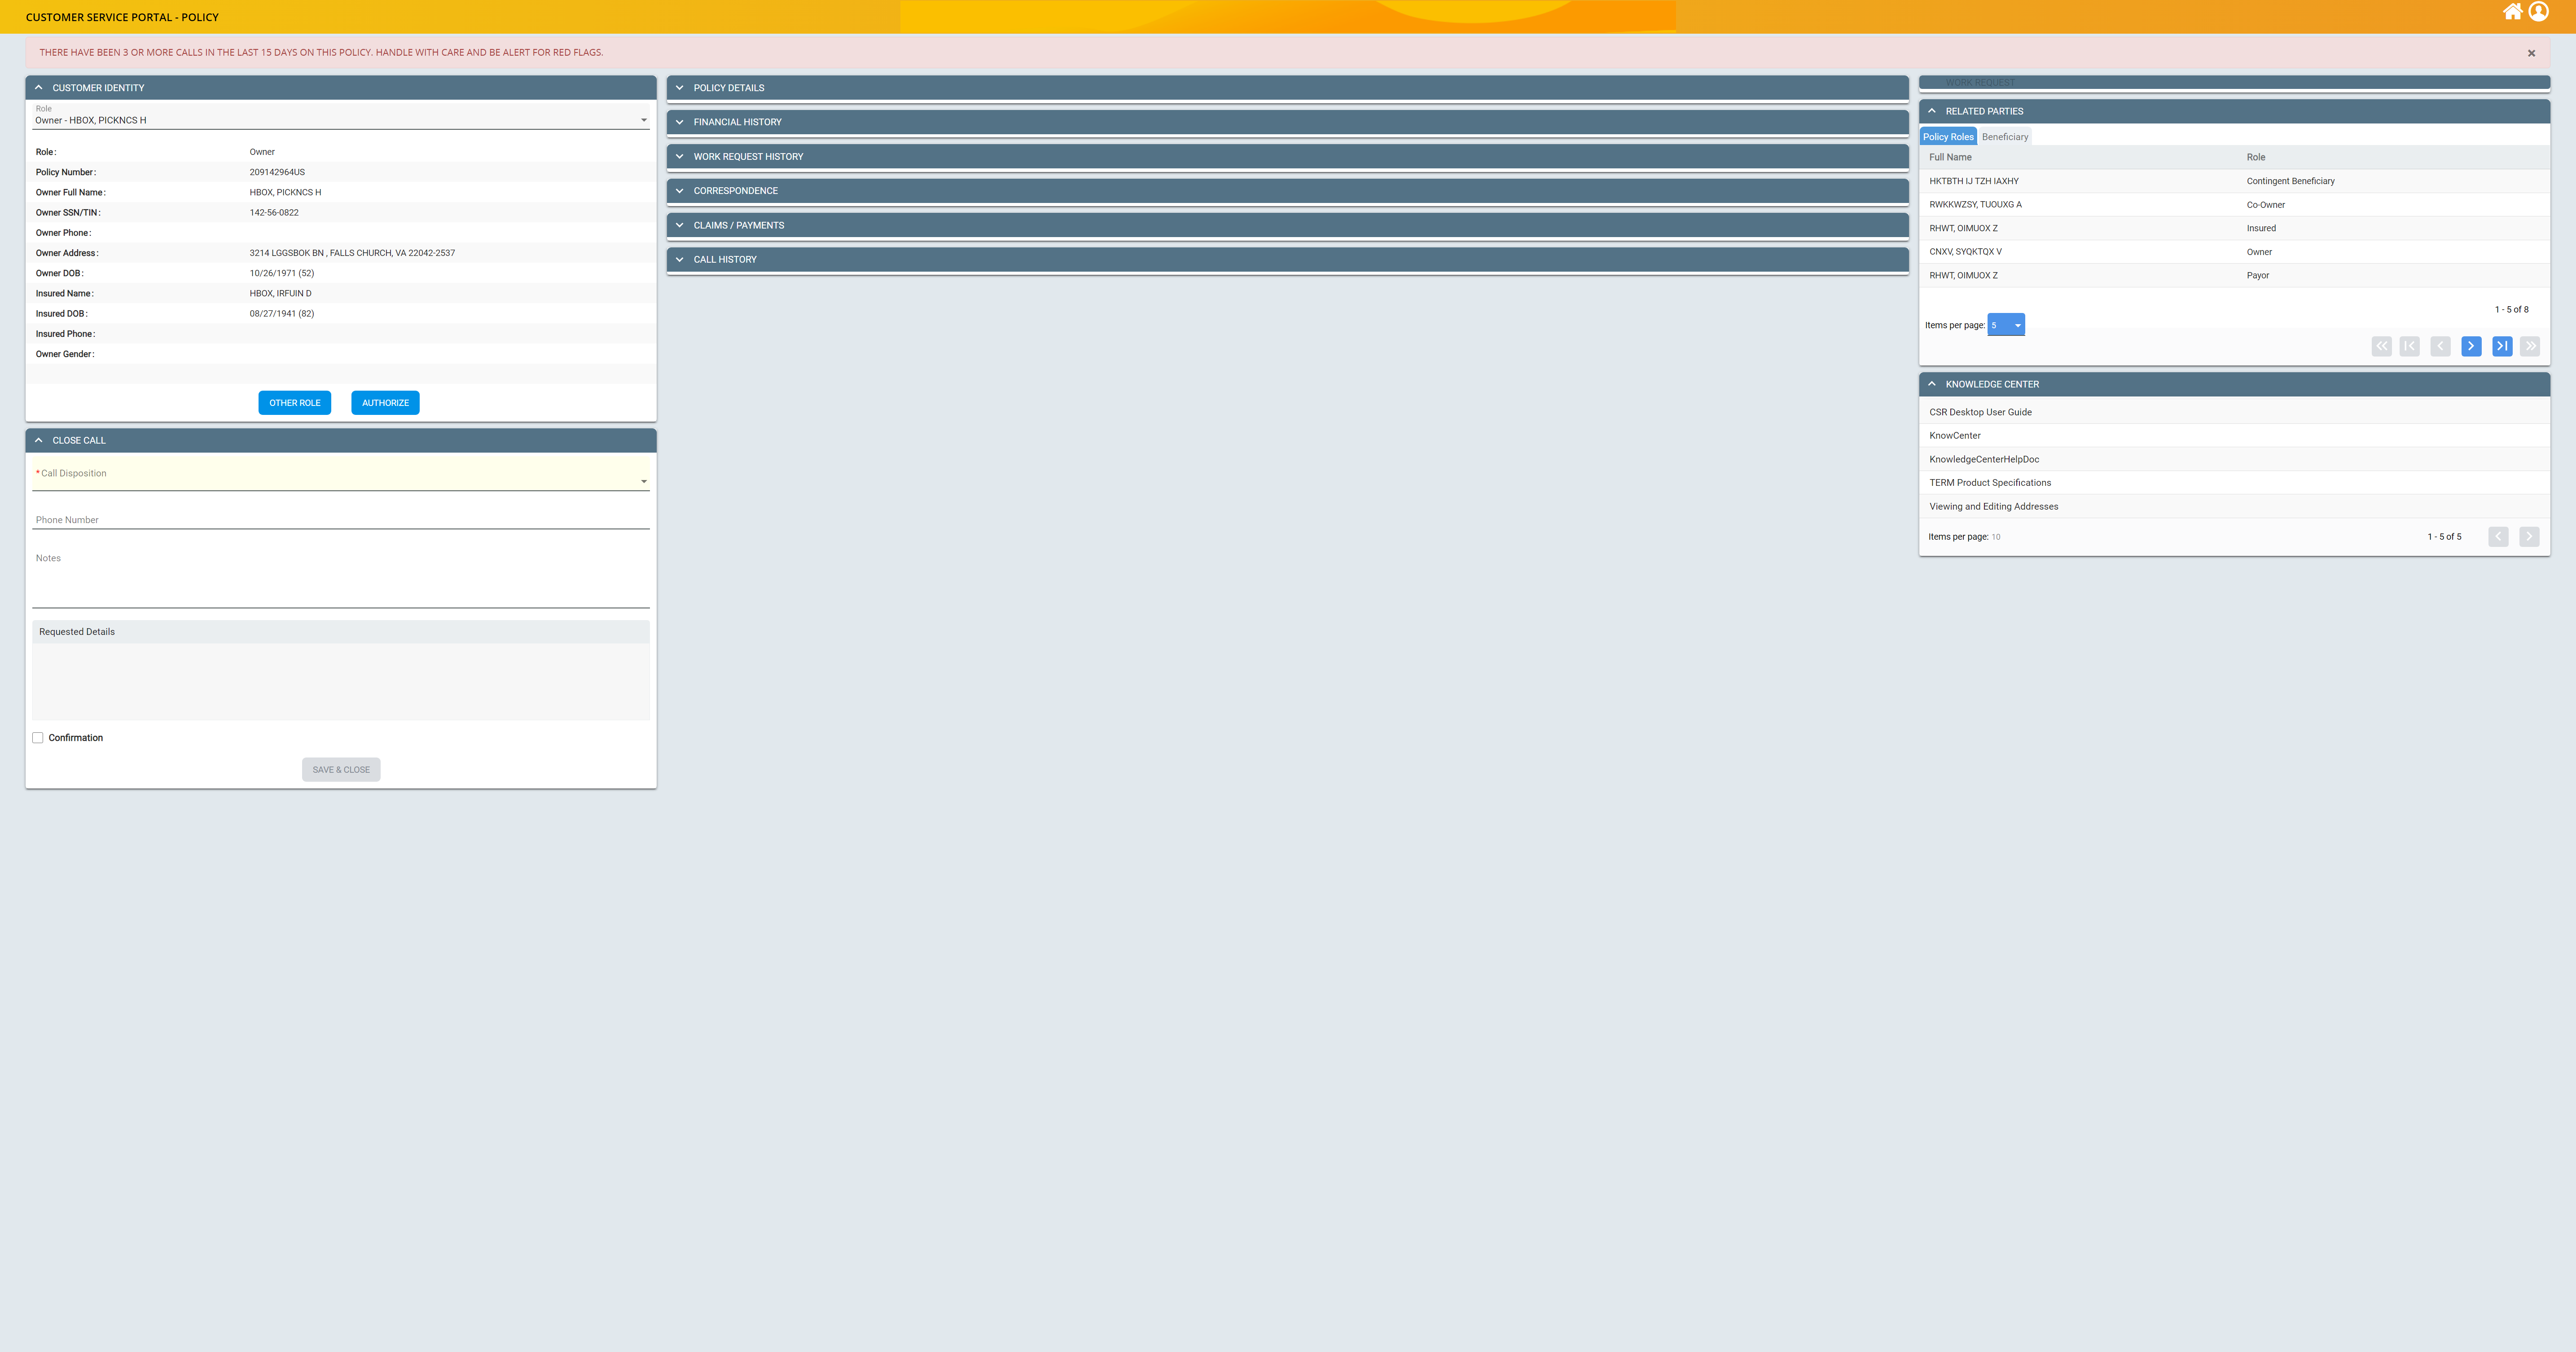 CUSTOMER SERVICE PORTAL - POLICY
THERE HAVE BEEN 3 OR MORE CALLS IN THE LAST 15 DAYS ON THIS POLICY. HANDLE WITH CARE AND BE ALERT FOR RED FLAGS.
CUSTOMER IDENTITY
Role
Owner - HBOX, PICKNCS H
Role: Owner
Policy Number: 209142964US
Owner Full Name: HBOX, PICKNCS H
Owner SSN/TIN: 142-56-0822
Owner Phone:
Owner Address: 3214 LGGSBOK BN , FALLS CHURCH, VA 22042-2537
Owner DOB: 10/26/1971 (52)
Insured Name: HBOX, IRFUIN D
Insured DOB: 08/27/1941 (82)
Insured Phone:
Owner Gender:
OTHER ROLE AUTHORIZE
CLOSE CALL
* Call Disposition
Phone Number
Notes
Requested Details
Confirmation
SAVE & CLOSE
POLICY DETAILS
FINANCIAL HISTORY
WORK REQUEST HISTORY
CORRESPONDENCE
CLAIMS / PAYMENTS
CALL HISTORY
WORK REQUEST
RELATED PARTIES
Policy Roles Beneficiary
Full Name Role
HKTBTH IJ TZH IAXHY Contingent Beneficiary
RWKKWZSY, TUOUXG A Co-Owner
RHWT, OIMUOX Z Insured
CNXV, SYQKTQX V Owner
RHWT, OIMUOX Z Payor
1 - 5 of 8
Items per page: 5
KNOWLEDGE CENTER
CSR Desktop User Guide
KnowCenter
KnowledgeCenterHelpDoc
TERM Product Specifications
Viewing and Editing Addresses
Items per page: 10 1 - 5 of 5